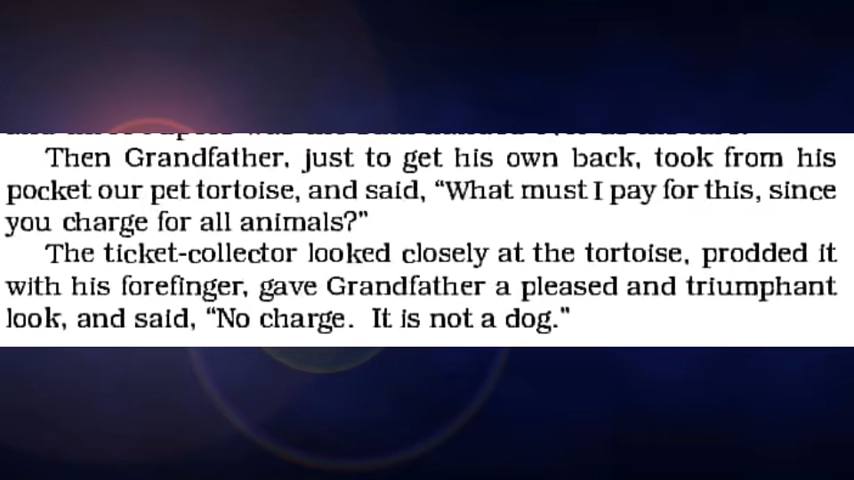 Then Grandfather, just to get his own back, took from his
pocket our pet tortoise, and said, “What must I pay for this, since
you charge for all animals?”
The ticket-collector looked closely at the tortoise, prodded it
with his forefinger, gave Grandfather a pleased and triumphant
look, and said, “No charge. It is not a dog.”